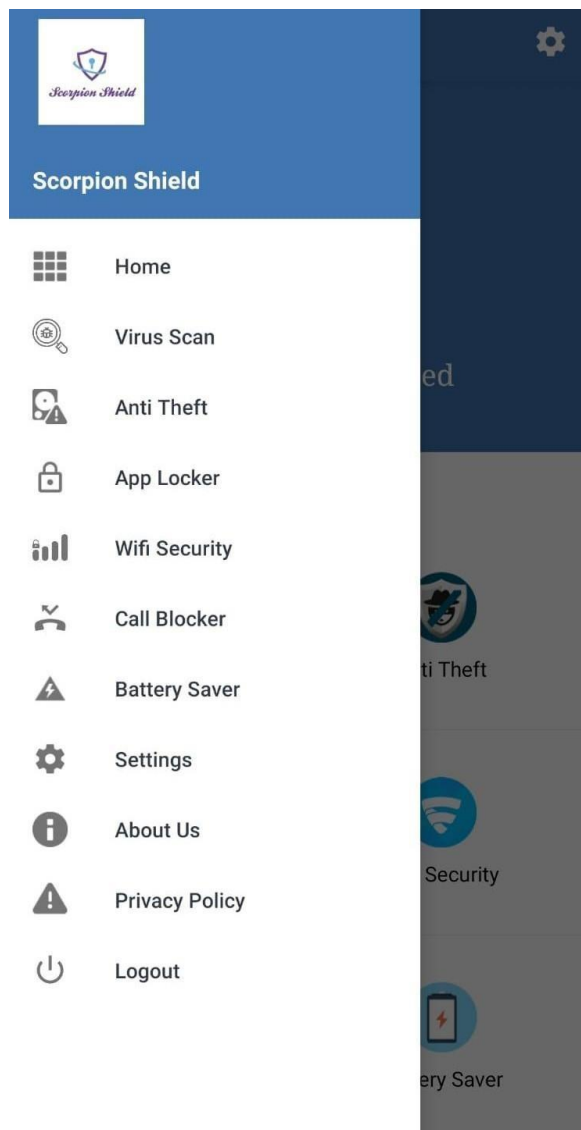 Scorpion Shield
Scorpion Shield
Home
Virus Scan
Anti Theft
App Locker
Wifi Security
Call Blocker
Battery Saver
Settings
About Us
Privacy Policy
Logout
ed
ti Theft
Security
ery Saver